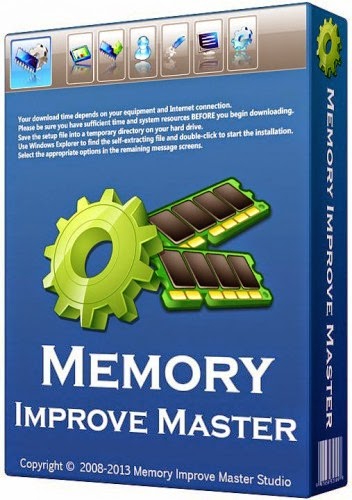 Your download time depends on your equipment and Internet connection.
Please be sure you have sufficient time and system resources BEFORE you begin downloading.
Save the setup file into a temporary directory on your hard drive.
Use Windows Explorer to find the self-extracting file and double-click to start the installation.
Select the appropriate options in the remaining message screens.
MEMORY
IMPROVE MASTER
Copyright © 2008-2013 Memory Improve Master Studio
MEMORY IMPROVE MASTER